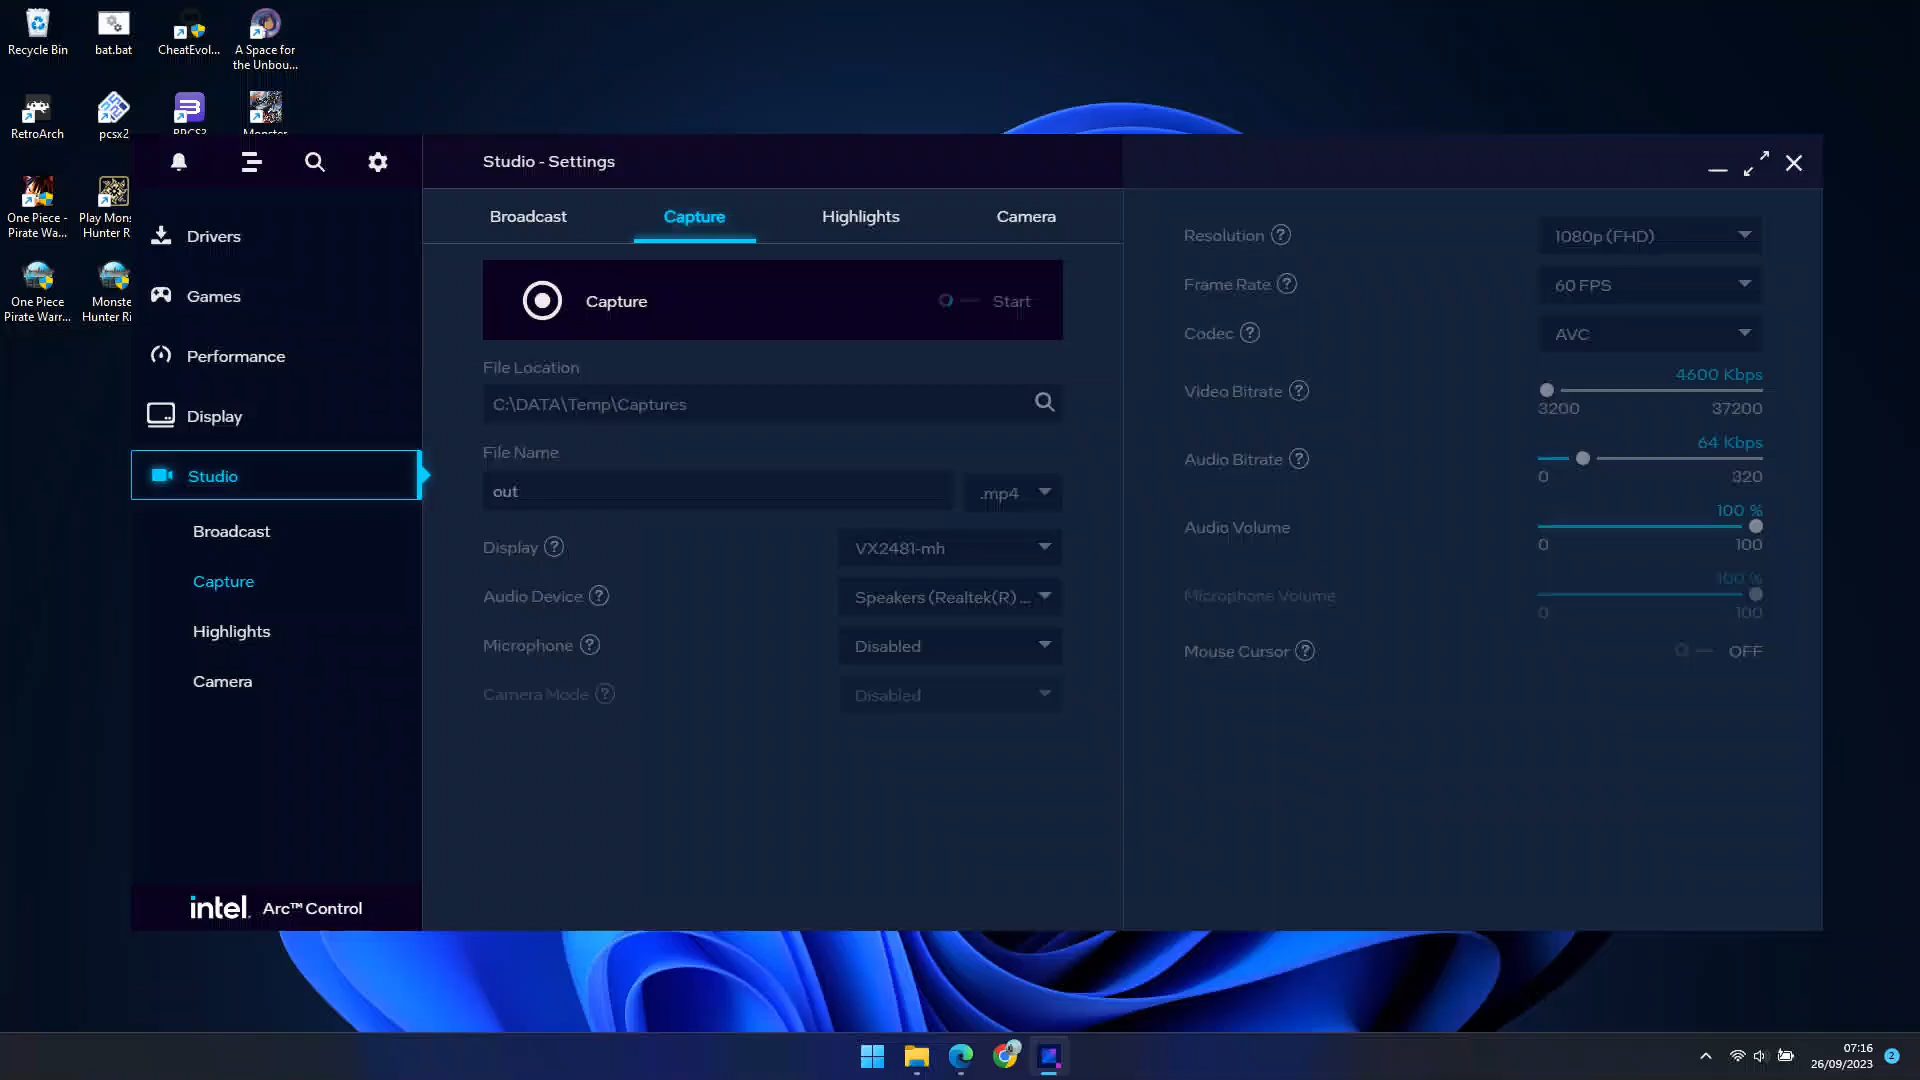 Recycle Bin
bat.bat
CheatEvol...
A Space for
the Unbou...
RetroArch
pcsx2
RPCS3
Monster
One Piece -
Pirate Wa...
Play Mons
Hunter R
One Piece
Pirate Warr...
Monste
Hunter Ri
Drivers
Games
Performance
Display
Studio
Broadcast
Capture
Highlights
Camera
intel. Arc™ Control
Studio - Settings
Broadcast
Capture
Highlights
Camera
Capture
Start
File Location
C:\DATA\Temp\Captures
File Name
out
.mp4
Display ?
VX2481-mh
Audio Device ?
Speakers (Realtek(R) ...
Microphone ?
Disabled
Camera Mode ?
Disabled
Resolution ?
1080p (FHD)
Frame Rate ?
60 FPS
Codec ?
AVC
Video Bitrate ?
4600 Kbps
3200
37200
Audio Bitrate ?
64 Kbps
0
320
Audio Volume
100 %
0
100
Microphone Volume
100 %
0
100
Mouse Cursor ?
OFF
07:16
26/09/2023
2